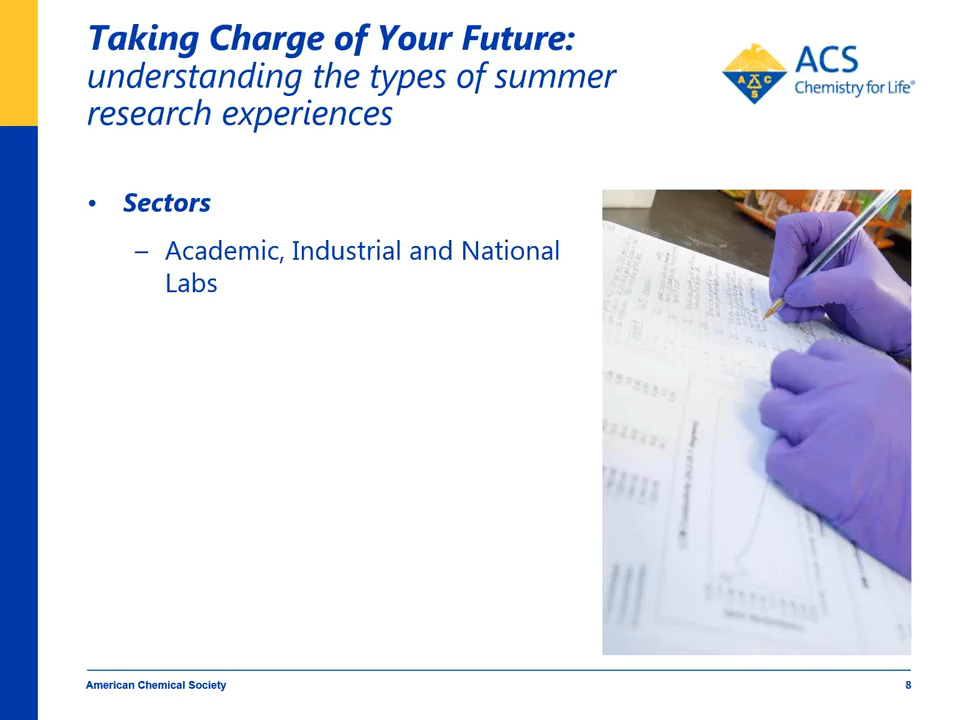 Taking Charge of Your Future:
understanding the types of summer
research experiences
A C
S
ACS
Chemistry for Life®
• Sectors
– Academic, Industrial and National
Labs
American Chemical Society
8